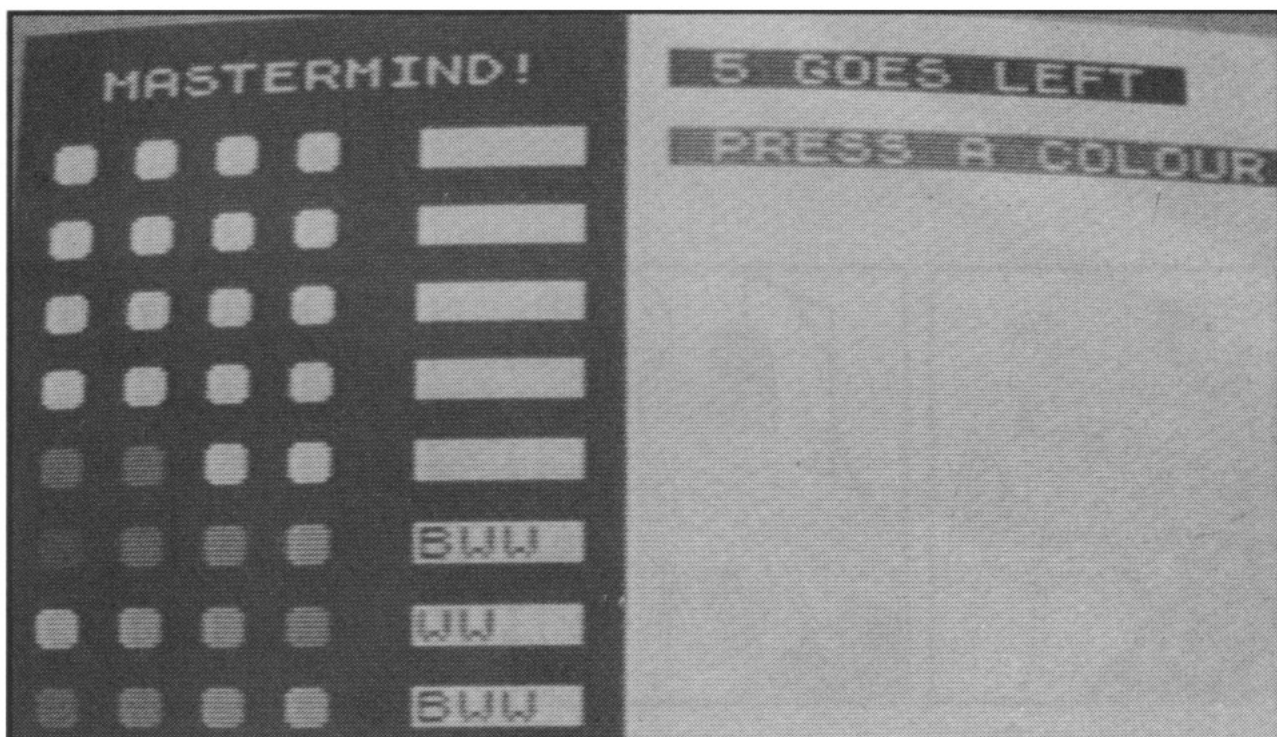 MASTERMIND!
5 GOES LEFT
PRESS A COLOUR
BWW
WW
BWW